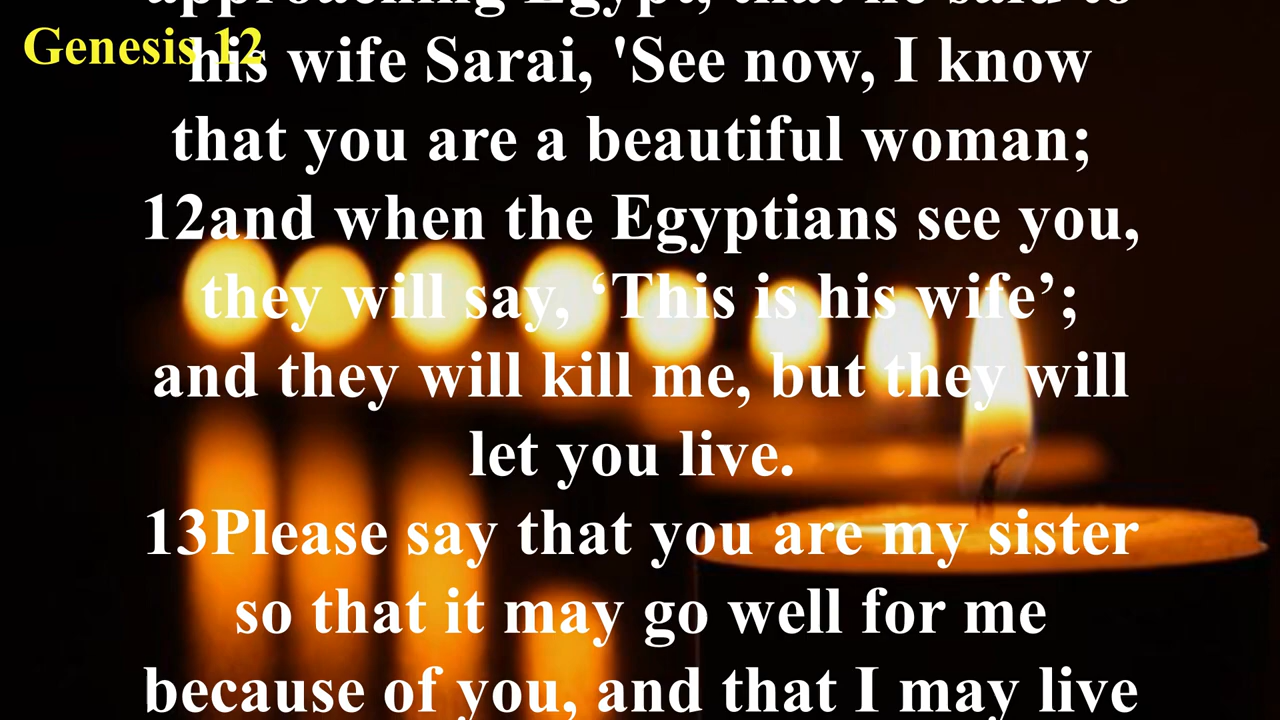 approaching Egypt, that he said to
Genesis 12
his wife Sarai, 'See now, I know
that you are a beautiful woman;
12and when the Egyptians see you,
they will say, ‘This is his wife’;
and they will kill me, but they will
let you live.
13Please say that you are my sister
so that it may go well for me
because of you, and that I may live